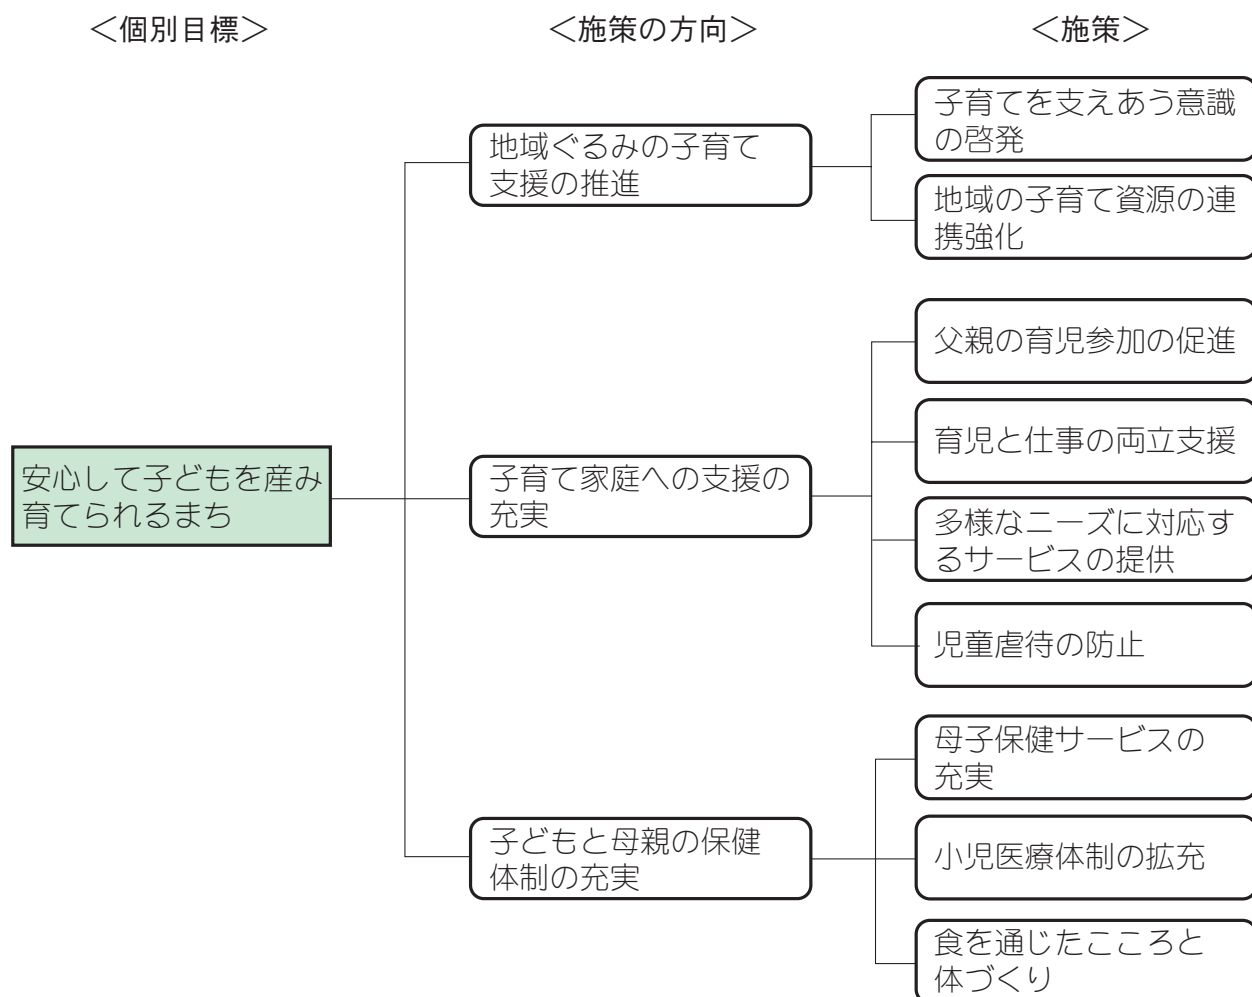 <個別目標>
<施策の方向>
<施策>
安心して子どもを産み
育てられるまち
地域ぐるみの子育て
支援の推進
子育てを支えあう意識
の啓発
地域の子育て資源の連
携強化
子育て家庭への支援の
充実
父親の育児参加の促進
育児と仕事の両立支援
多様なニーズに対応す
るサービスの提供
児童虐待の防止
子どもと母親の保健
体制の充実
母子保健サービスの
充実
小児医療体制の拡充
食を通じたこころと
体づくり